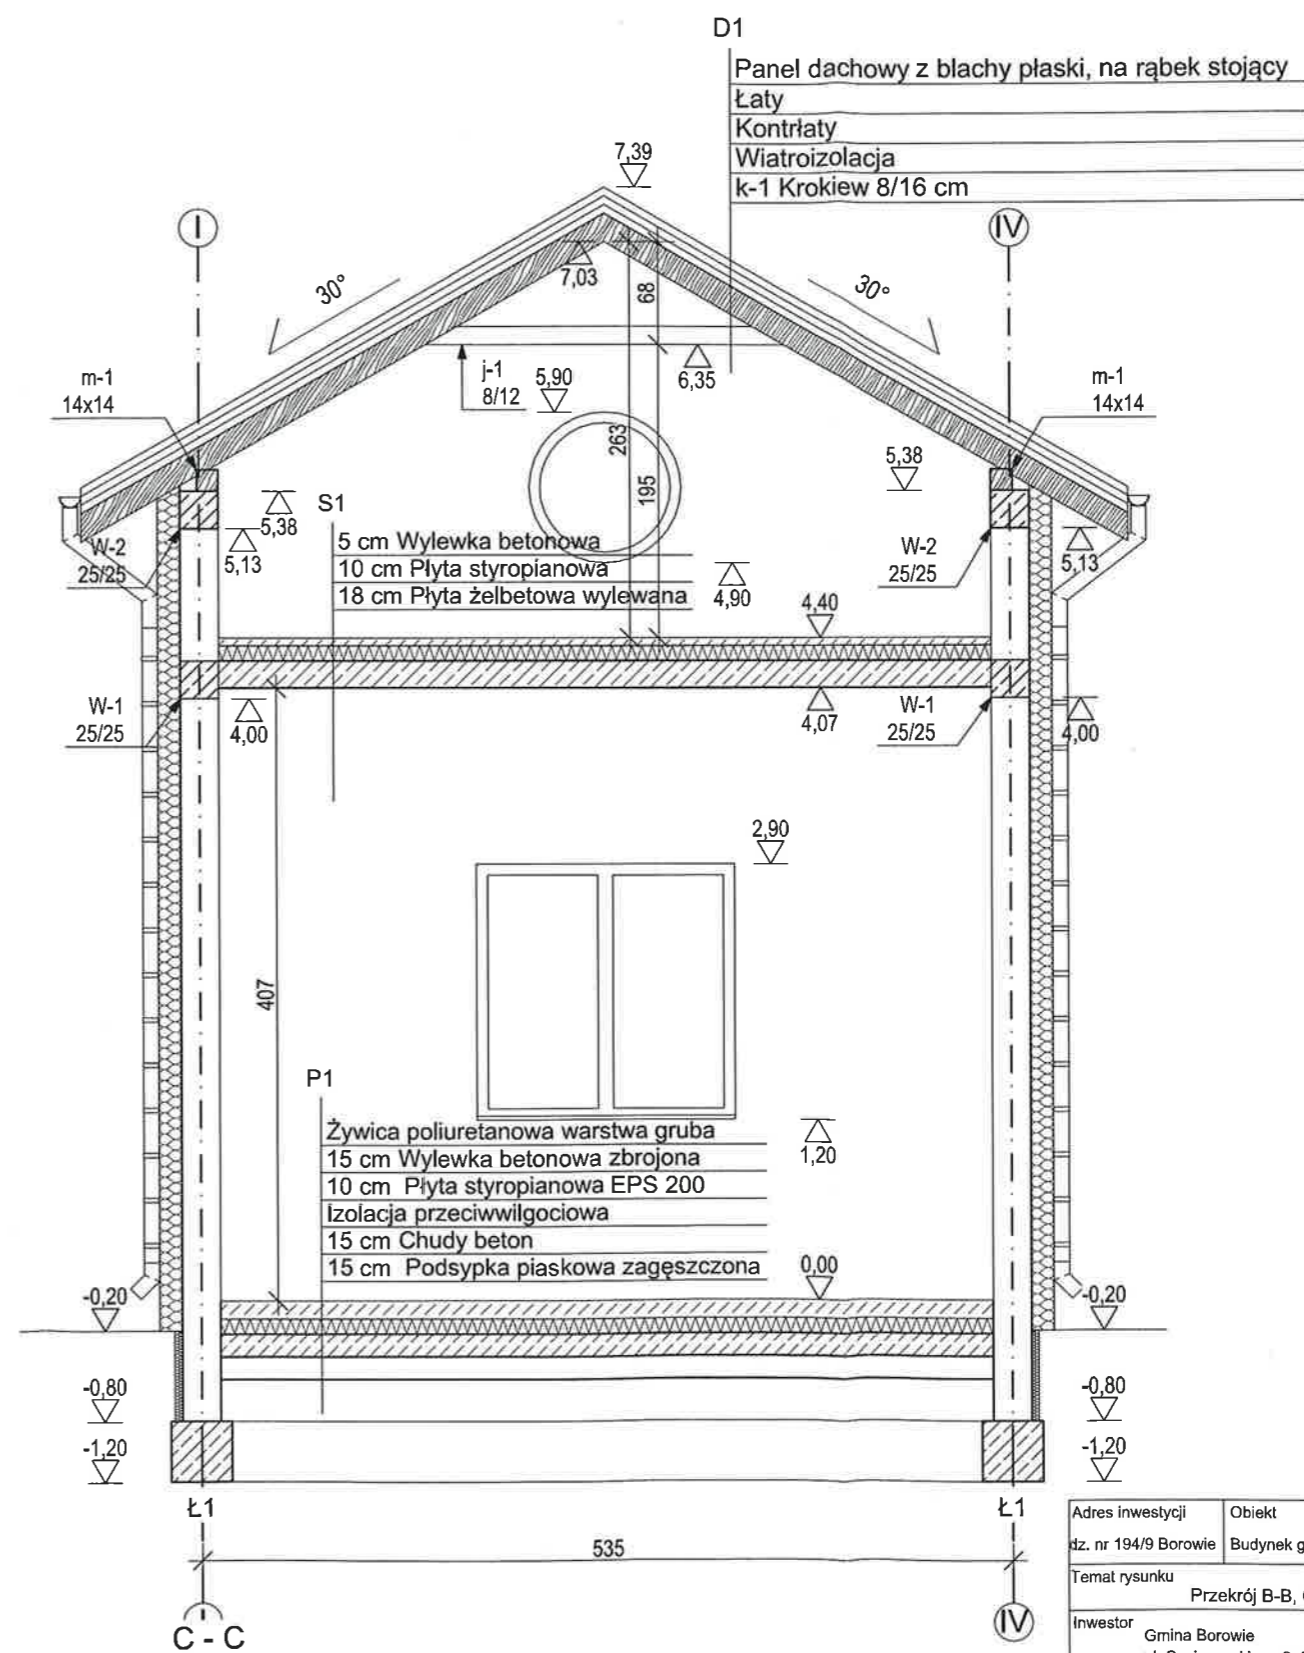 D1
Panel dachowy z blachy płaski, na rąbek stojący
Łaty
Kontrłaty
Wiatroizolacja
k-1 Krokiew 8/16 cm
7,39
I
IV
30°
7,03
68
30°
m-1
14x14
j-1
8/12
5,90
6,35
m-1
14x14
263
195
5,38
5,38
S1
5 cm Wylewka betonowa
10 cm Płyta styropianowa
18 cm Płyta żelbetowa wylewana
W-2
25/25
5,13
4,90
W-2
25/25
5,13
4,40
W-1
25/25
4,00
4,07
W-1
25/25
4,00
2,90
407
P1
Żywica poliuretanowa warstwa gruba
15 cm Wylewka betonowa zbrojona
10 cm Płyta styropianowa EPS 200
Izolacja przeciwwilgociowa
15 cm Chudy beton
15 cm Podsypka piaskowa zagęszczona
1,20
0,00
-0,20
-0,20
-0,80
-0,80
-1,20
-1,20
Ł1
Ł1
535
C - C
IV
Adres inwestycji
Obiekt
dz. nr 194/9 Borowie
Budynek g
Temat rysunku
Przekrój B-B,
Inwestor
Gmina Borowie